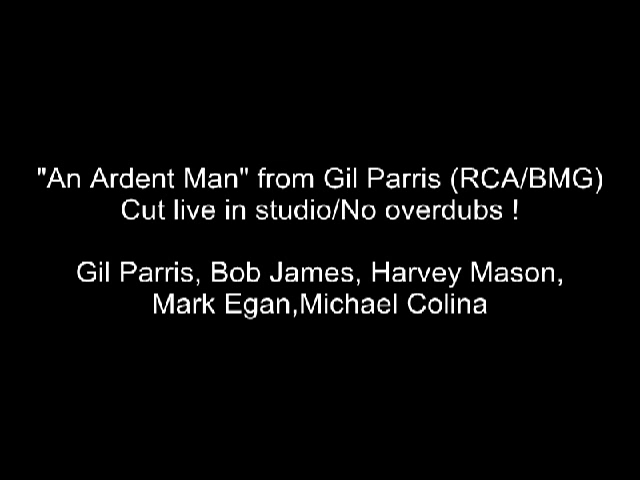 "An Ardent Man" from Gil Parris (RCA/BMG)
Cut live in studio/No overdubs !
Gil Parris, Bob James, Harvey Mason,
Mark Egan,Michael Colina